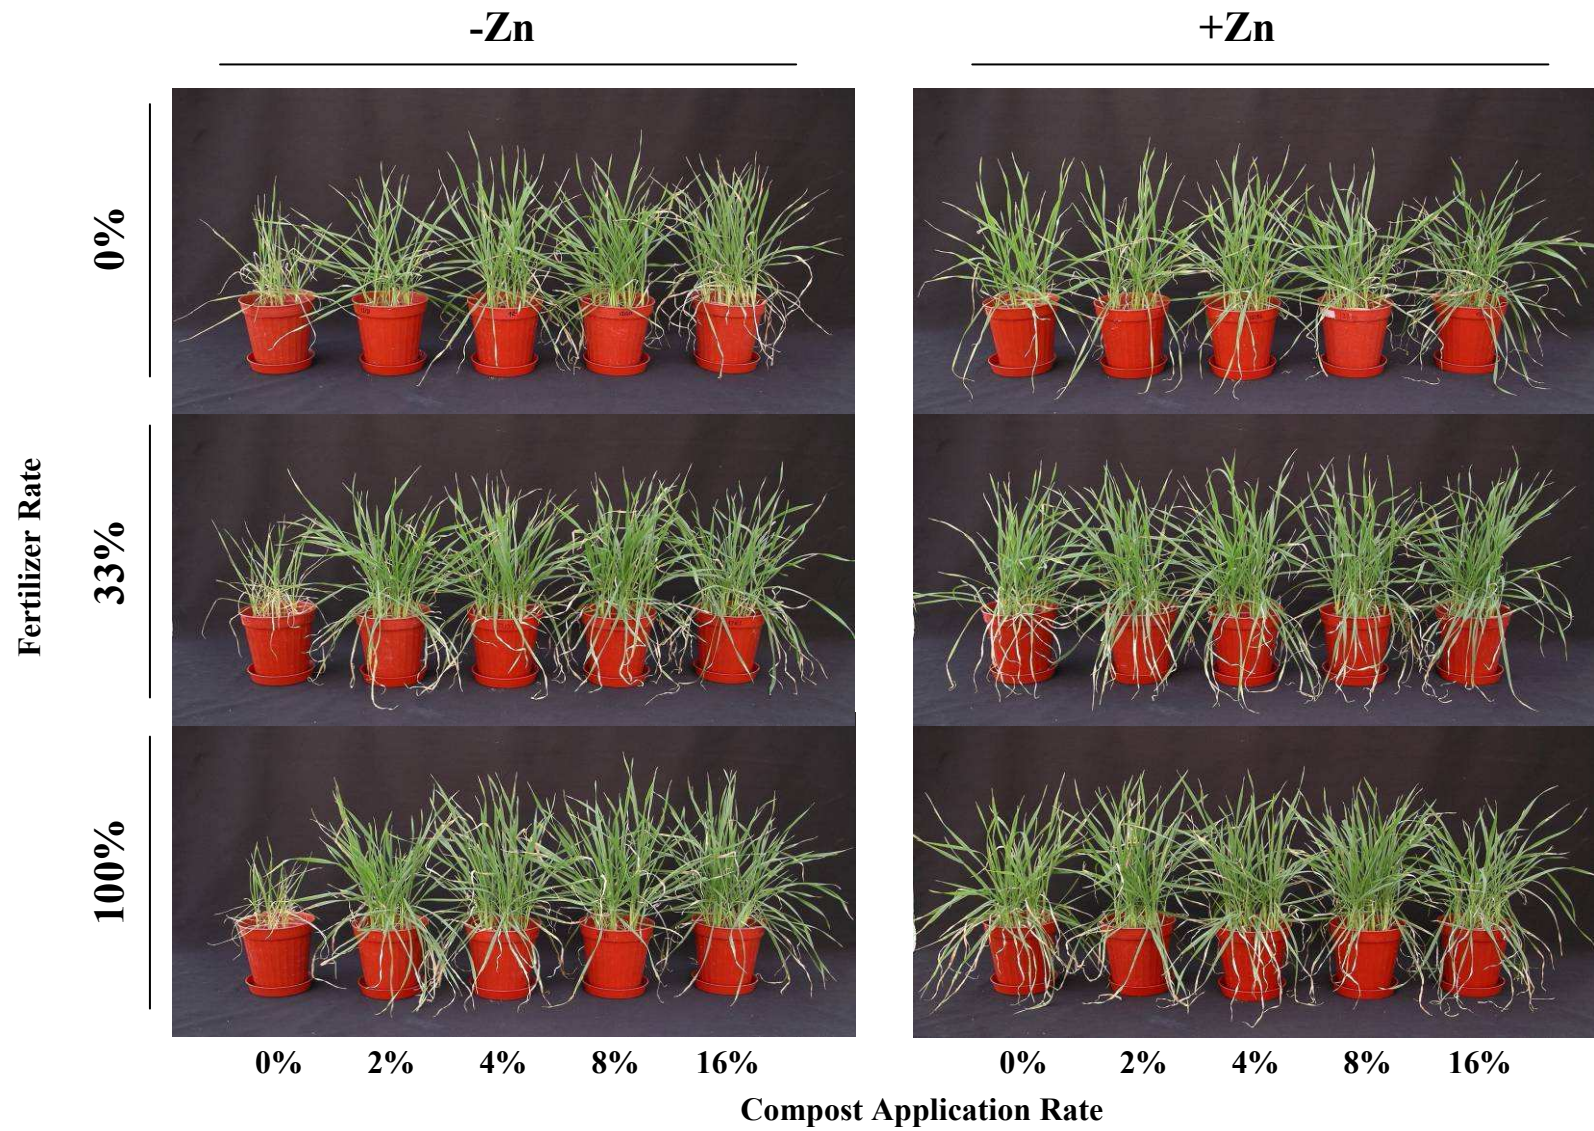 -Zn
+Zn
0%
33%
100%
Fertilizer Rate
0% 2% 4% 8% 16%
0% 2% 4% 8% 16%
Compost Application Rate